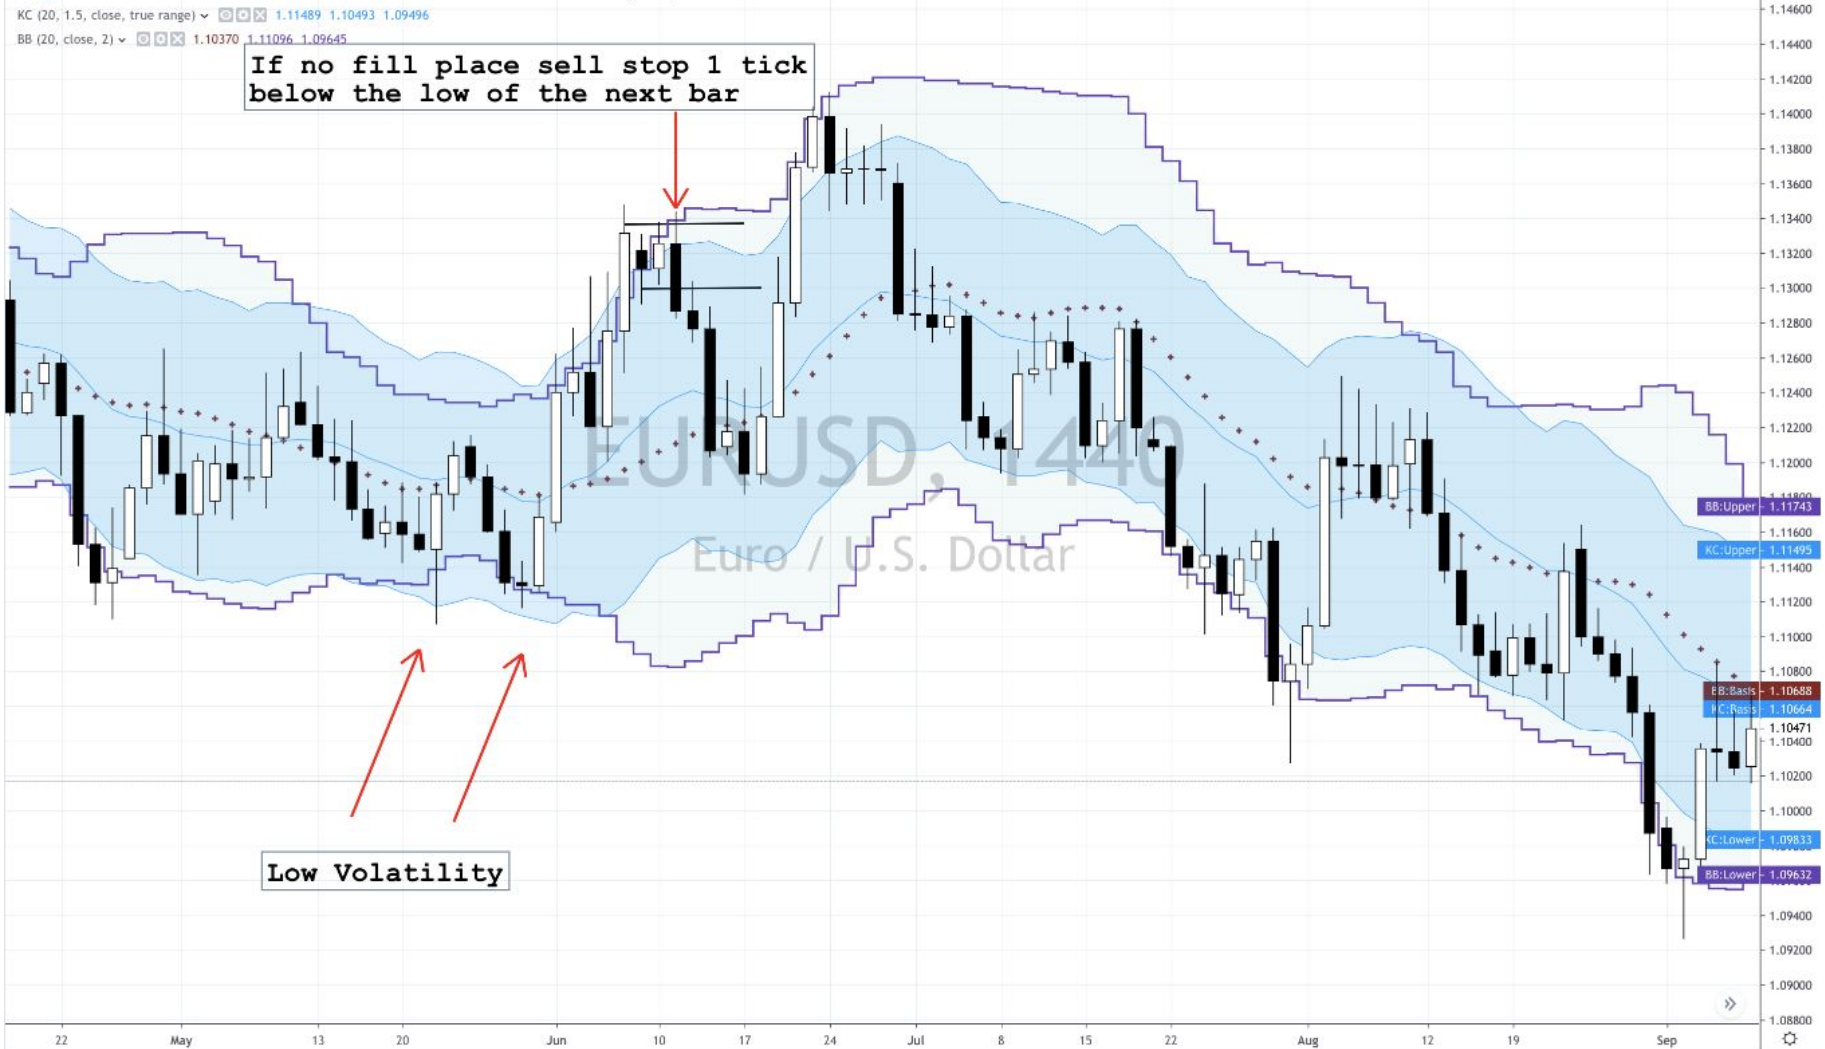 KC (20, 1.5, close, true range) 1.11489 1.10493 1.09496
BB (20, close, 2) 1.10370 1.11096 1.09645
If no fill place sell stop 1 tick
below the low of the next bar
EURUSD, 1440
Euro / U.S. Dollar
Low Volatility
1.14600
1.14400
1.14200
1.14000
1.13800
1.13600
1.13400
1.13200
1.13000
1.12800
1.12600
1.12400
1.12200
1.12000
BB:Upper 1.11743
1.11600
KC:Upper 1.11495
1.11400
1.11200
1.11000
1.10800
BB:Basis 1.10688
KC:Basis 1.10664
1.10471
1.10400
1.10200
1.10000
KC:Lower 1.09833
BB:Lower 1.09632
1.09400
1.09200
1.09000
1.08800
22 May 13 20 Jun 10 17 24 Jul 8 15 22 Aug 12 19 Sep